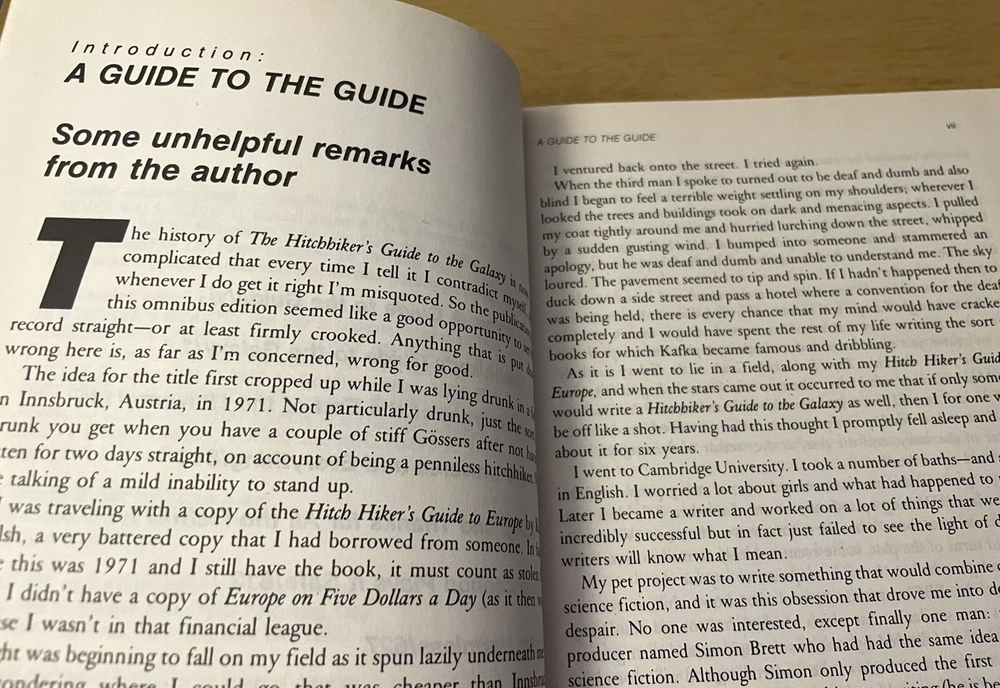 Introduction:
A GUIDE TO THE GUIDE
Some unhelpful remarks
from the author
The history of The Hitchhiker's Guide to the Galaxy is now
complicated that every time I tell it I contradict myself,
whenever I do get it right I'm misquoted. So the publication
this omnibus edition seemed like a good opportunity to set
record straight—or at least firmly crooked. Anything that is put
wrong here is, as far as I'm concerned, wrong for good.
The idea for the title first cropped up while I was lying drunk in a
n Innsbruck, Austria, in 1971. Not particularly drunk, just the
runk you get when you have a couple of stiff Gössers after not
ten for two days straight, on account of being a penniless hitchhiker.
talking of a mild inability to stand up.
I was traveling with a copy of the Hitch Hiker's Guide to Europe by
lsh, a very battered copy that I had borrowed from someone. In
this was 1971 and I still have the book, it must count as stolen
I didn't have a copy of Europe on Five Dollars a Day (as it then
se I wasn't in that financial league.
ht was beginning to fall on my field as it spun lazily underneath
ondering where I could go that was cheaper than
A GUIDE TO THE GUIDE
vii
I ventured back onto the street. I tried again.
When the third man I spoke to turned out to be deaf and dumb and also
blind I began to feel a terrible weight settling on my shoulders; wherever I
looked the trees and buildings took on dark and menacing aspects. I pulled
my coat tightly around me and hurried lurching down the street, whipped
by a sudden gusting wind. I bumped into someone and stammered an
apology, but he was deaf and dumb and unable to understand me. The sky
loured. The pavement seemed to tip and spin. If I hadn't happened then to
duck down a side street and pass a hotel where a convention for the deaf
was being held, there is every chance that my mind would have cracke
completely and I would have spent the rest of my life writing the sort
books for which Kafka became famous and dribbling.
As it is I went to lie in a field, along with my Hitch Hiker's Guid
Europe, and when the stars came out it occurred to me that if only som
would write a Hitchhiker's Guide to the Galaxy as well, then I for one w
be off like a shot. Having had this thought I promptly fell asleep and
about it for six years.
I went to Cambridge University. I took a number of baths—and
in English. I worried a lot about girls and what had happened to
Later I became a writer and worked on a lot of things that we
incredibly successful but in fact just failed to see the light of
writers will know what I mean.
My pet project was to write something that would combine
science fiction, and it was this obsession that drove me into de
despair. No one was interested, except finally one man:
producer named Simon Brett who had had the same idea
science fiction. Although Simon only produced the first